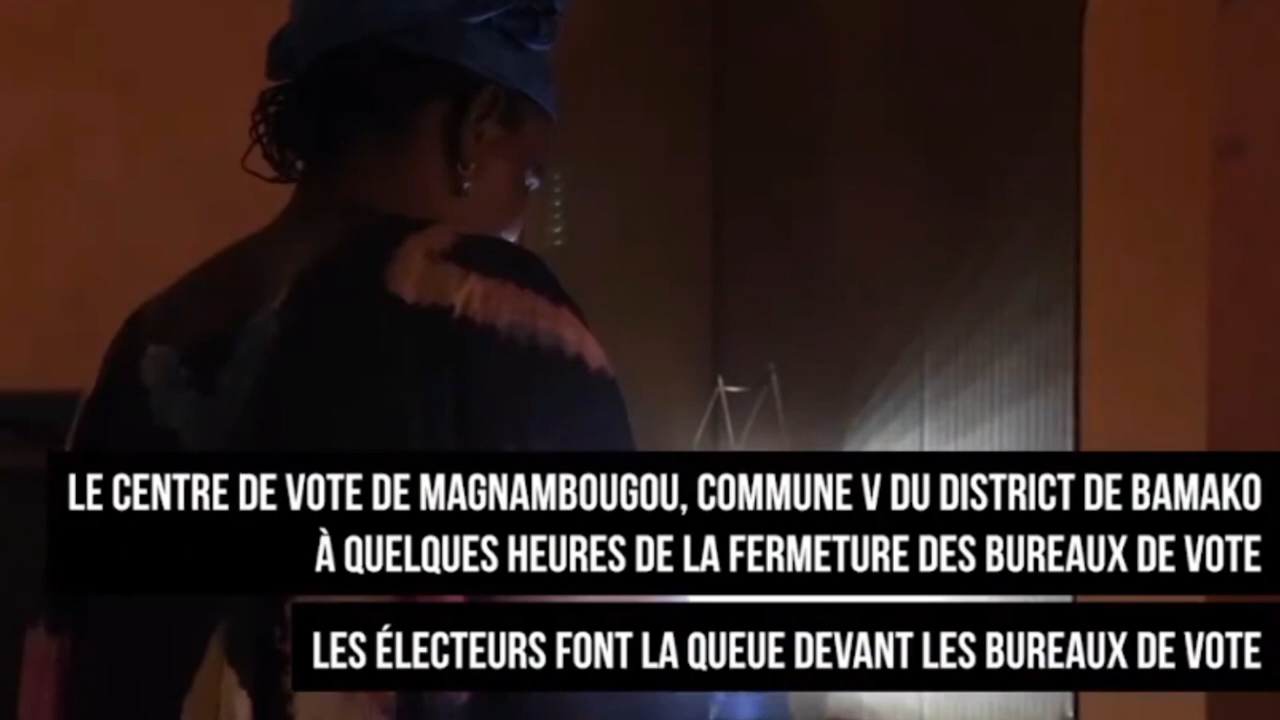 LE CENTRE DE VOTE DE MAGNAMBOUGOU, COMMUNE V DU DISTRICT DE BAMAKO
À QUELQUES HEURES DE LA FERMETURE DES BUREAUX DE VOTE
LES ÉLECTEURS FONT LA QUEUE DEVANT LES BUREAUX DE VOTE